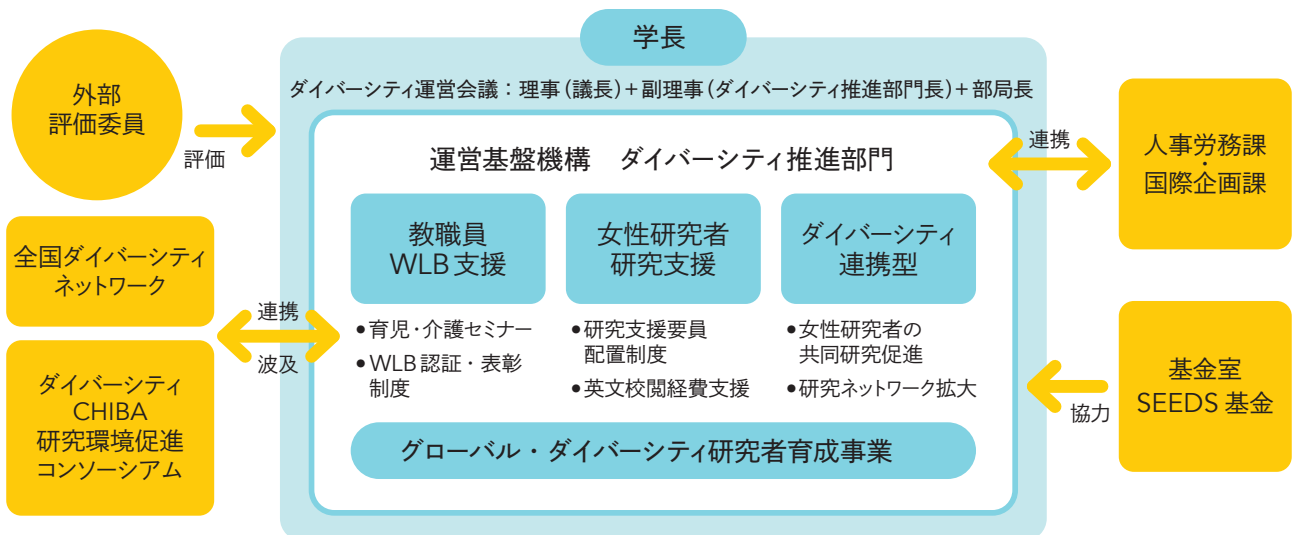 学長
ダイバーシティ運営会議：理事(議長)＋副理事(ダイバーシティ推進部門長)＋部局長
外部
評価委員
評価
全国ダイバーシティ
ネットワーク
連携
波及
ダイバーシティ
CHIBA
研究環境促進
コンソーシアム
運営基盤機構　ダイバーシティ推進部門
教職員
WLB 支援
•育児・介護セミナー
•WLB 認証・表彰
制度
女性研究者
研究支援
•研究支援要員
配置制度
•英文校閲経費支援
ダイバーシティ
連携型
•女性研究者の
共同研究促進
•研究ネットワーク拡大
グローバル・ダイバーシティ研究者育成事業
連携
人事労務課
・
国際企画課
協力
基金室
SEEDS 基金